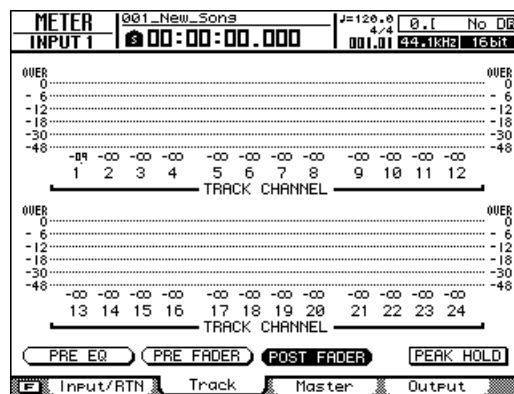 METER
INPUT 1
001_New_Song
S 00:00:00.000
♩=120.0
4/4
001.01
0.[ No DI
44.1kHz 16bit
OVER OVER
0 0
- 6 - 6
-12 -12
-18 -18
-30 -30
-48 -48
-09 -∞ -∞ -∞ -∞ -∞ -∞ -∞ -∞ -∞ -∞ -∞
1 2 3 4 5 6 7 8 9 10 11 12
TRACK CHANNEL
OVER OVER
0 0
- 6 - 6
-12 -12
-18 -18
-30 -30
-48 -48
-∞ -∞ -∞ -∞ -∞ -∞ -∞ -∞ -∞ -∞ -∞ -∞
13 14 15 16 17 18 19 20 21 22 23 24
TRACK CHANNEL
PRE EQ PRE FADER POST FADER PEAK HOLD
F Input/RTN Track Master Output